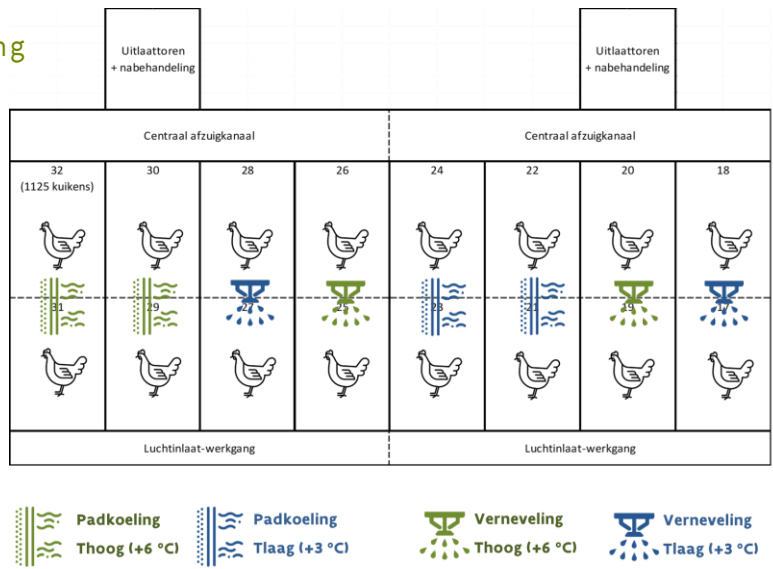 ng
Uitlaattoren
+ nabehandeling
Uitlaattoren
+ nabehandeling
Centraal afzuigkanaal
Centraal afzuigkanaal
32
(1125 kuikens)
30
28
26
24
22
20
18
31
29
27
25
23
21
19
17
Luchtinlaat-werkgang
Luchtinlaat-werkgang
Padkoeling
Thoog (+6 °C)
Padkoeling
Tlaag (+3 °C)
Verneveling
Thoog (+6 °C)
Verneveling
Tlaag (+3 °C)